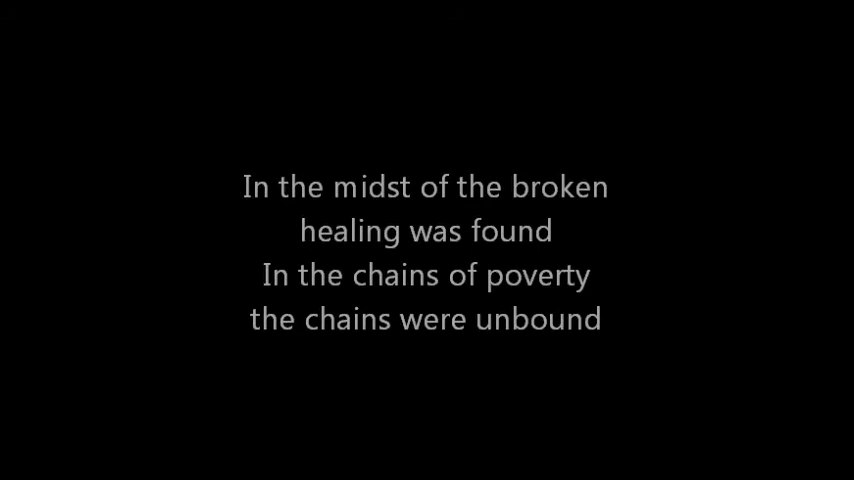 In the midst of the broken
healing was found
In the chains of poverty
the chains were unbound